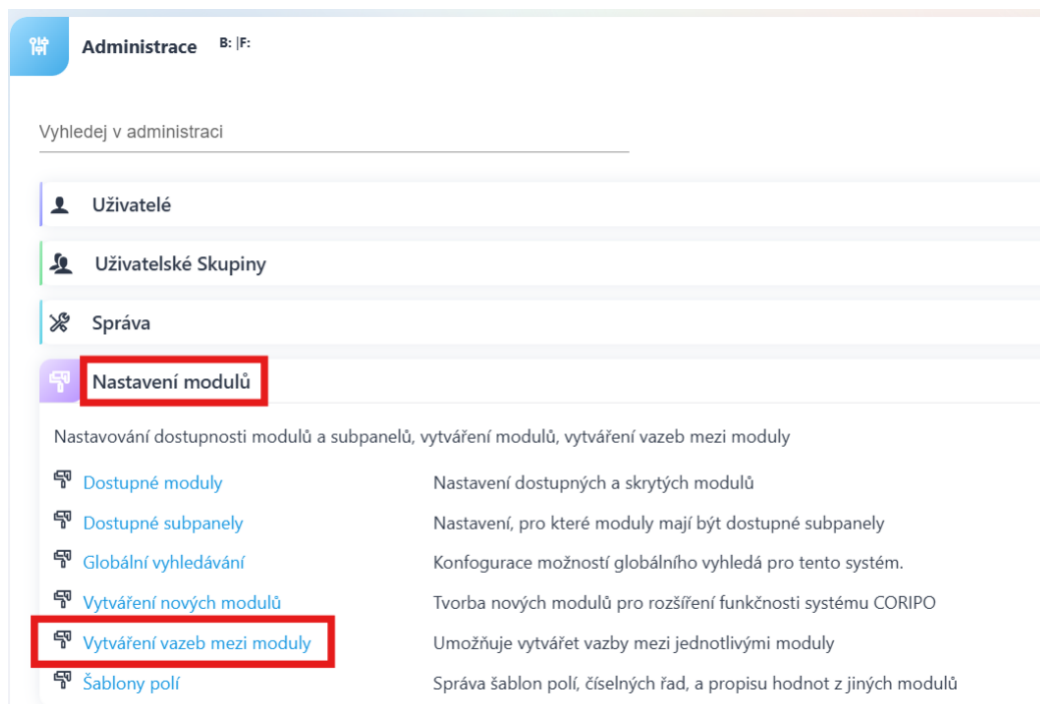 Administrace B: |F:
Vyhledej v administraci
Uživatelé
Uživatelské Skupiny
Správa
Nastavení modulů
Nastavování dostupnosti modulů a subpanelů, vytváření modulů, vytváření vazeb mezi moduly
Dostupné moduly Nastavení dostupných a skrytých modulů
Dostupné subpanely Nastavení, pro které moduly mají být dostupné subpanely
Globální vyhledávání Konfogurace možností globálního vyhledá pro tento systém.
Vytváření nových modulů Tvorba nových modulů pro rozšíření funkčnosti systému CORIPO
Vytváření vazeb mezi moduly Umožňuje vytvářet vazby mezi jednotlivými moduly
Šablony polí Správa šablon polí, číselných řad, a propisu hodnot z jiných modulů